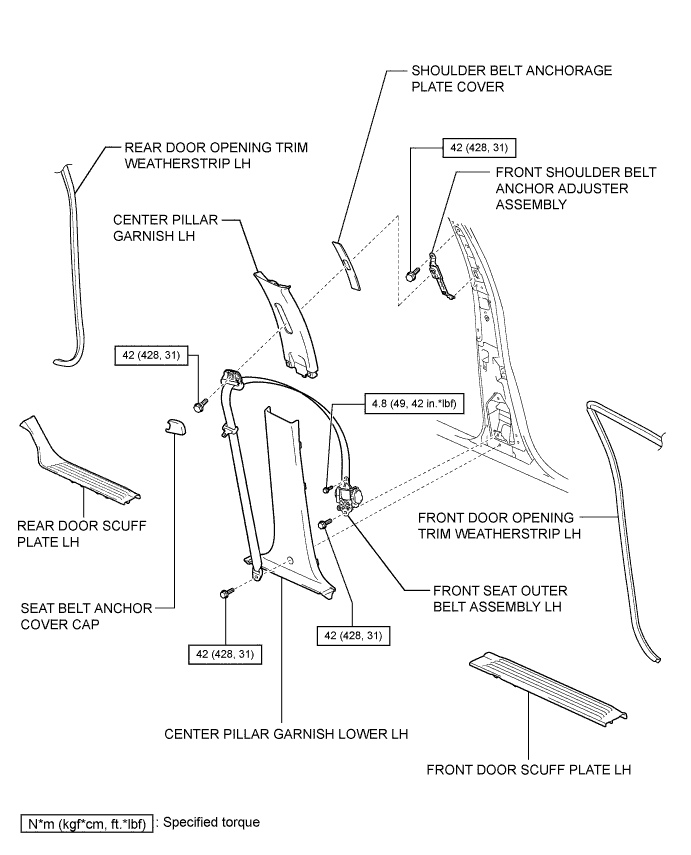 SHOULDER BELT ANCHORAGE
PLATE COVER
REAR DOOR OPENING TRIM
WEATHERSTRIP LH
42 (428, 31)
FRONT SHOULDER BELT
ANCHOR ADJUSTER
ASSEMBLY
CENTER PILLAR
GARNISH LH
42 (428, 31)
4.8 (49, 42 in.*lbf)
REAR DOOR SCUFF
PLATE LH
FRONT DOOR OPENING
TRIM WEATHERSTRIP LH
SEAT BELT ANCHOR
COVER CAP
FRONT SEAT OUTER
BELT ASSEMBLY LH
42 (428, 31)
42 (428, 31)
CENTER PILLAR GARNISH LOWER LH
FRONT DOOR SCUFF PLATE LH
N*m (kgf*cm, ft.*lbf) : Specified torque